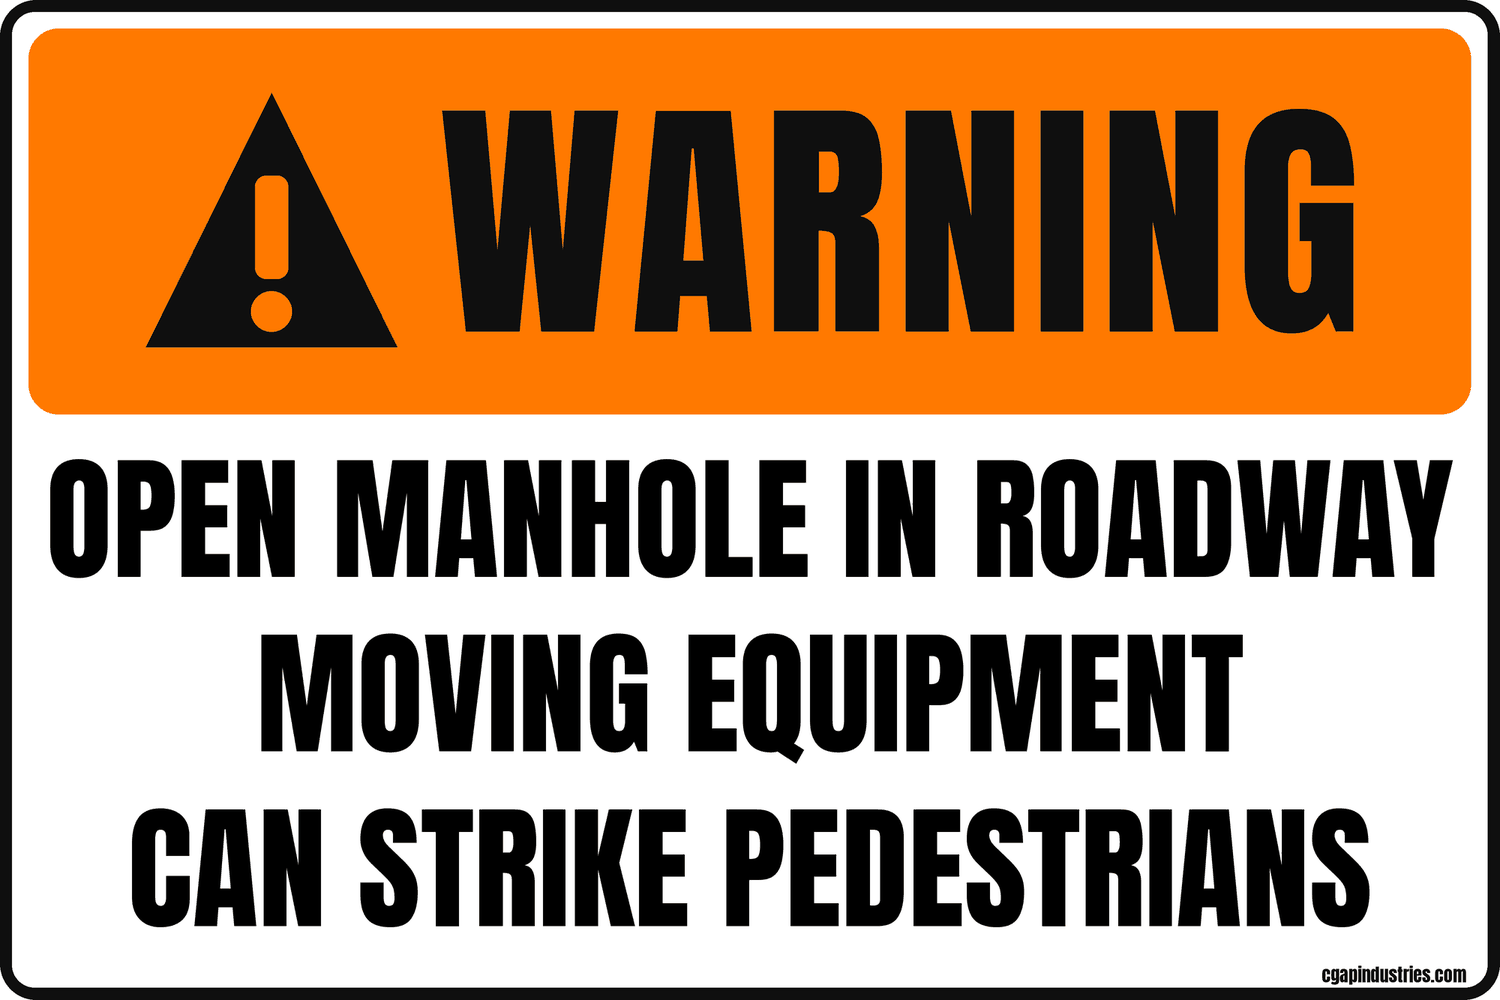 WARNING
OPEN MANHOLE IN ROADWAY
MOVING EQUIPMENT
CAN STRIKE PEDESTRIANS
cgapindustries.com